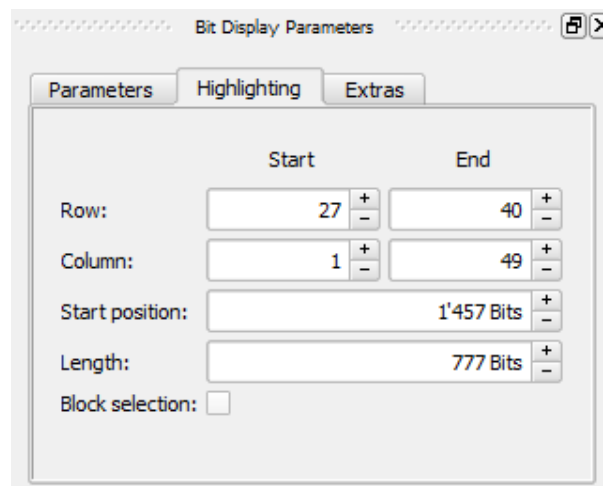 Bit Display Parameters
Parameters Highlighting Extras
Start End
Row: 27 40
Column: 1 49
Start position: 1'457 Bits
Length: 777 Bits
Block selection: